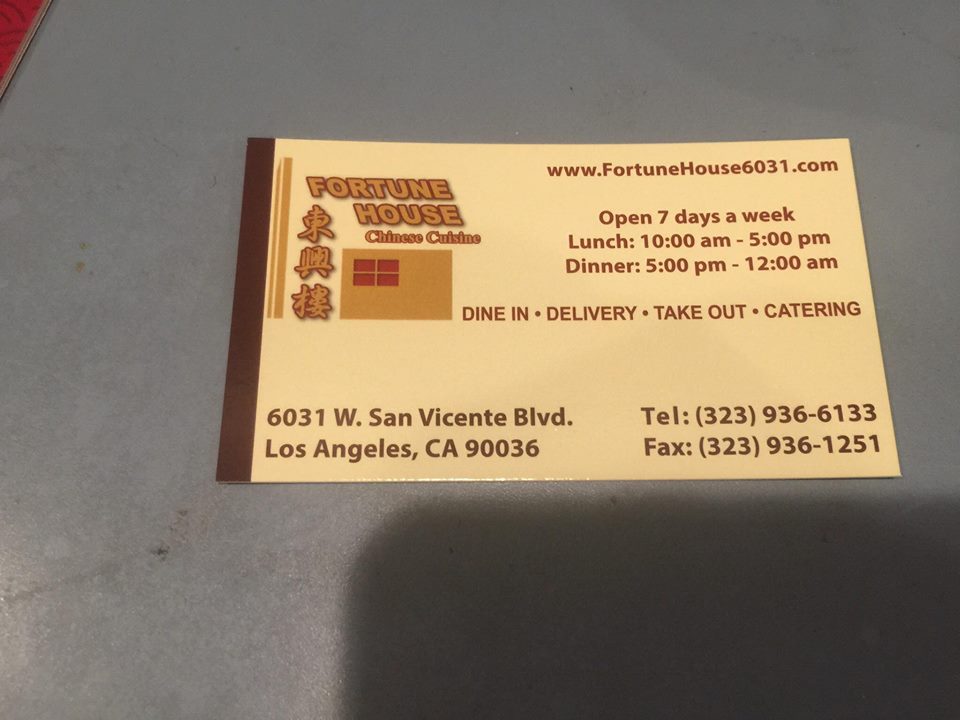 FORTUNE
HOUSE
Chinese Cuisine
東興樓
www.FortuneHouse6031.com
Open 7 days a week
Lunch: 10:00 am - 5:00 pm
Dinner: 5:00 pm - 12:00 am
DINE IN • DELIVERY • TAKE OUT • CATERING
6031 W. San Vicente Blvd.
Los Angeles, CA 90036
Tel: (323) 936-6133
Fax: (323) 936-1251